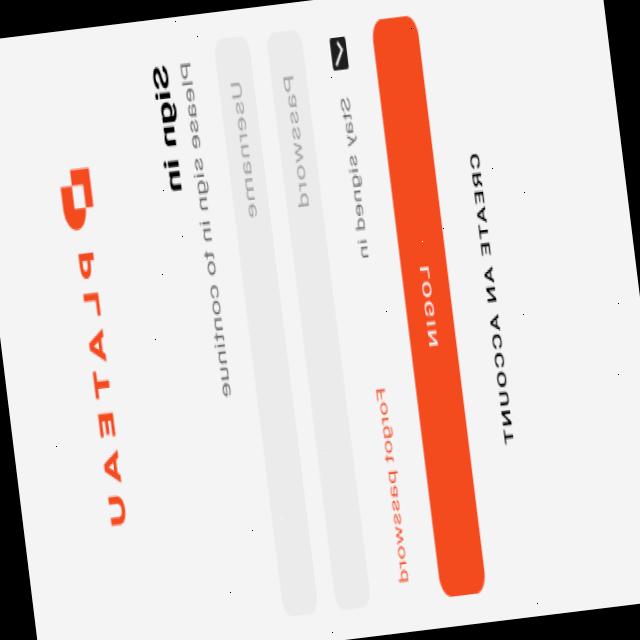 PLATEAU
Sign in
please sign in to continue
Username
password
Stay signed in
Forgot password
LOGIN
CREATE AN ACCOUNT